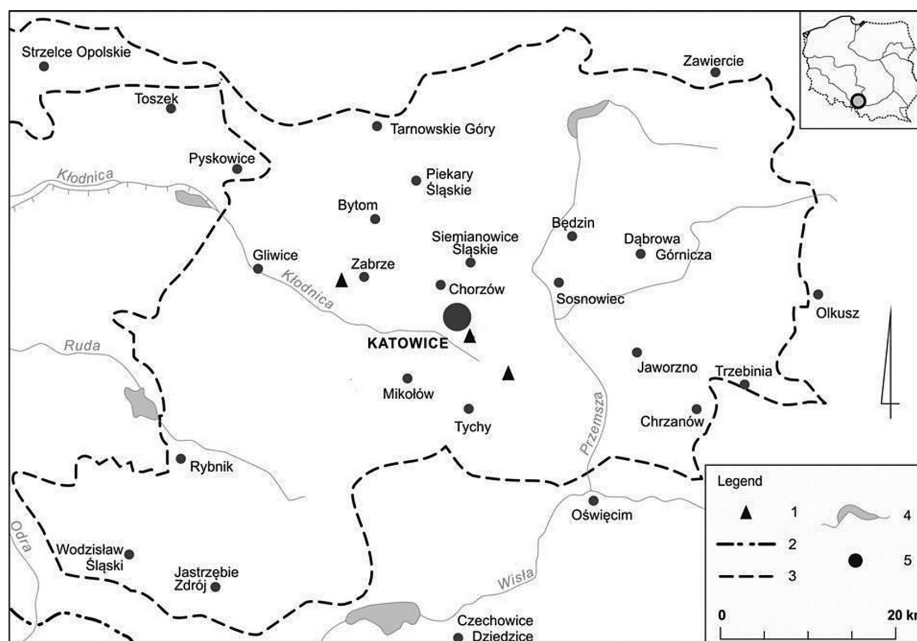 Strzelce Opolskie
Toszek
Zawiercie
Tarnowskie Góry
Pyskowice
Kłodnica
Piekary
Śląskie
Bytom
Siemianowice
Śląskie
Będzin
Dąbrowa
Górnicza
Gliwice
Zabrze
Kłodnica
Chorzów
Sosnowiec
Olkusz
KATOWICE
Ruda
Mikołów
Jaworzno
Trzebinia
Tychy
Przemsza
Chrzanów
Rybnik
Legend
1
2
3
4
5
0
20 km
Oświęcim
Odra
Wodzisław
Śląski
Jastrzębie
Zdrój
Wisła
Czechowice
Dziedzice